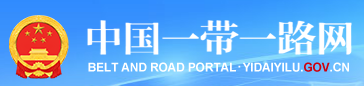 中国一带一路网
BELT AND ROAD PORTAL·YIDAIYILU.GOV.CN